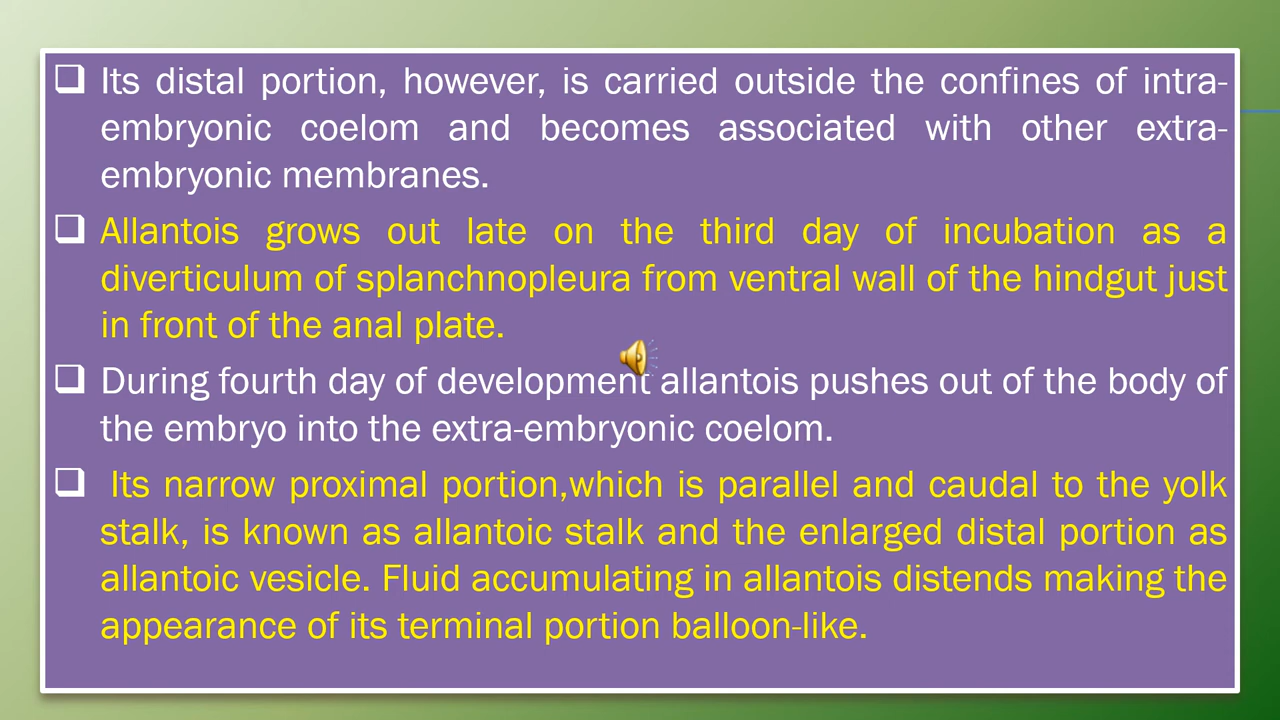 Its distal portion, however, is carried outside the confines of intra-
embryonic coelom and becomes associated with other extra-
embryonic membranes.
Allantois grows out late on the third day of incubation as a
diverticulum of splanchnopleura from ventral wall of the hindgut just
in front of the anal plate.
During fourth day of development allantois pushes out of the body of
the embryo into the extra-embryonic coelom.
Its narrow proximal portion,which is parallel and caudal to the yolk
stalk, is known as allantoic stalk and the enlarged distal portion as
allantoic vesicle. Fluid accumulating in allantois distends making the
appearance of its terminal portion balloon-like.